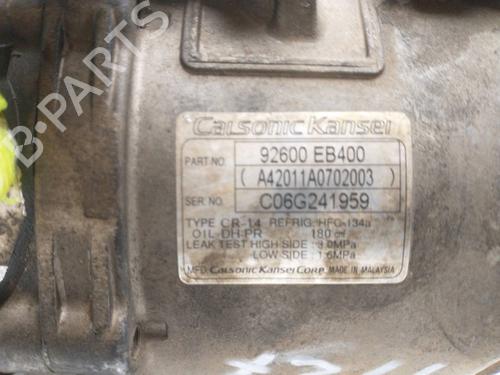 B-PARTS
Calsonic Kansei
PART NO. 92600 EB400
( A42011A0702003 )
SER NO. C06G241959
TYPE CR-14 REFRIG. HFC-134a
OIL-DH-PR 180 cm³
LEAK TEST HIGH SIDE : 3.0MPa
LOW SIDE : 1.6MPa
MFD. Calsonic Kansei Corp. MADE IN MALAYSIA